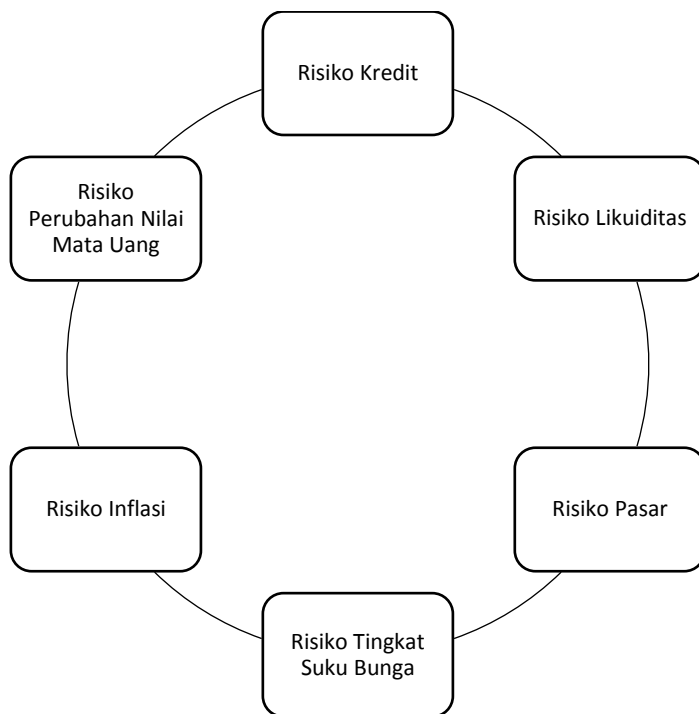 Risiko Kredit
Risiko
Perubahan Nilai
Mata Uang
Risiko Likuiditas
Risiko Inflasi
Risiko Pasar
Risiko Tingkat
Suku Bunga